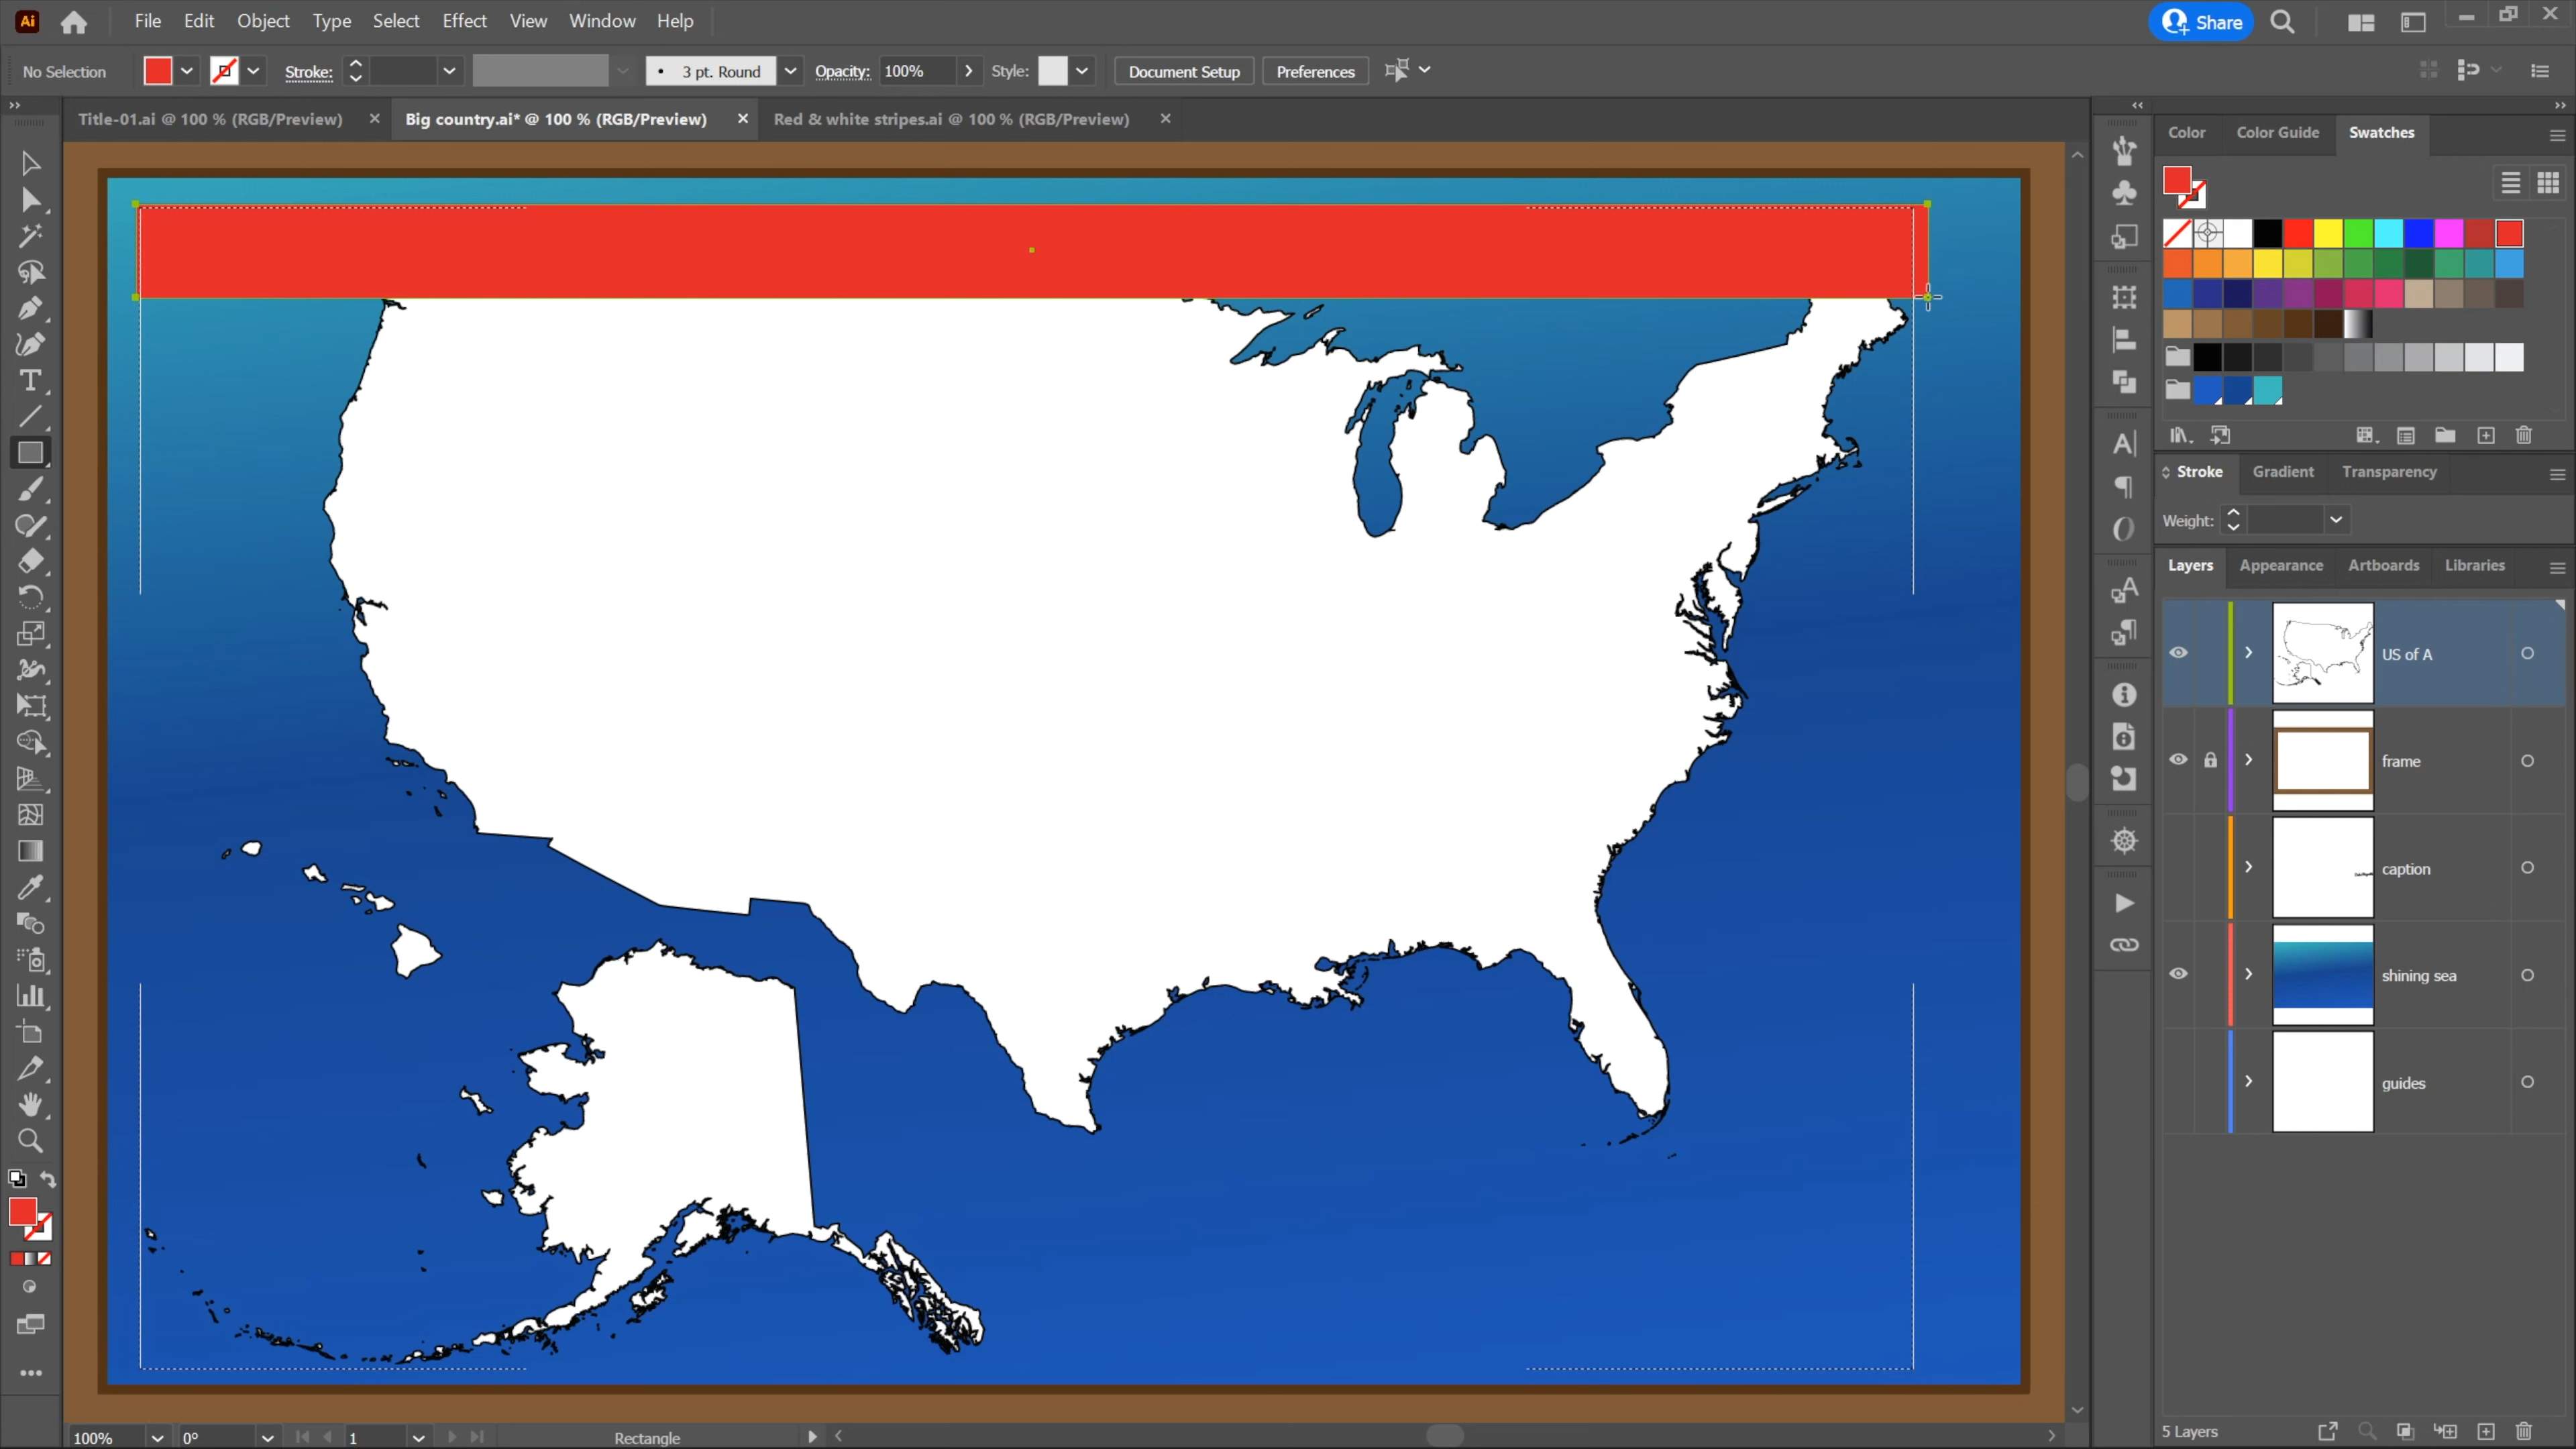 Ai File Edit Object Type Select Effect View Window Help Share
No Selection Stroke: 3 pt. Round Opacity: 100% Style: Document Setup Preferences
Title-01.ai @ 100 % (RGB/Preview) Big country.ai* @ 100 % (RGB/Preview) Red & white stripes.ai @ 100 % (RGB/Preview)
Color Color Guide Swatches
Stroke Gradient Transparency
Weight:
Layers Appearance Artboards Libraries
US of A
frame
caption
shining sea
guides
5 Layers
100% 0° 1 Rectangle